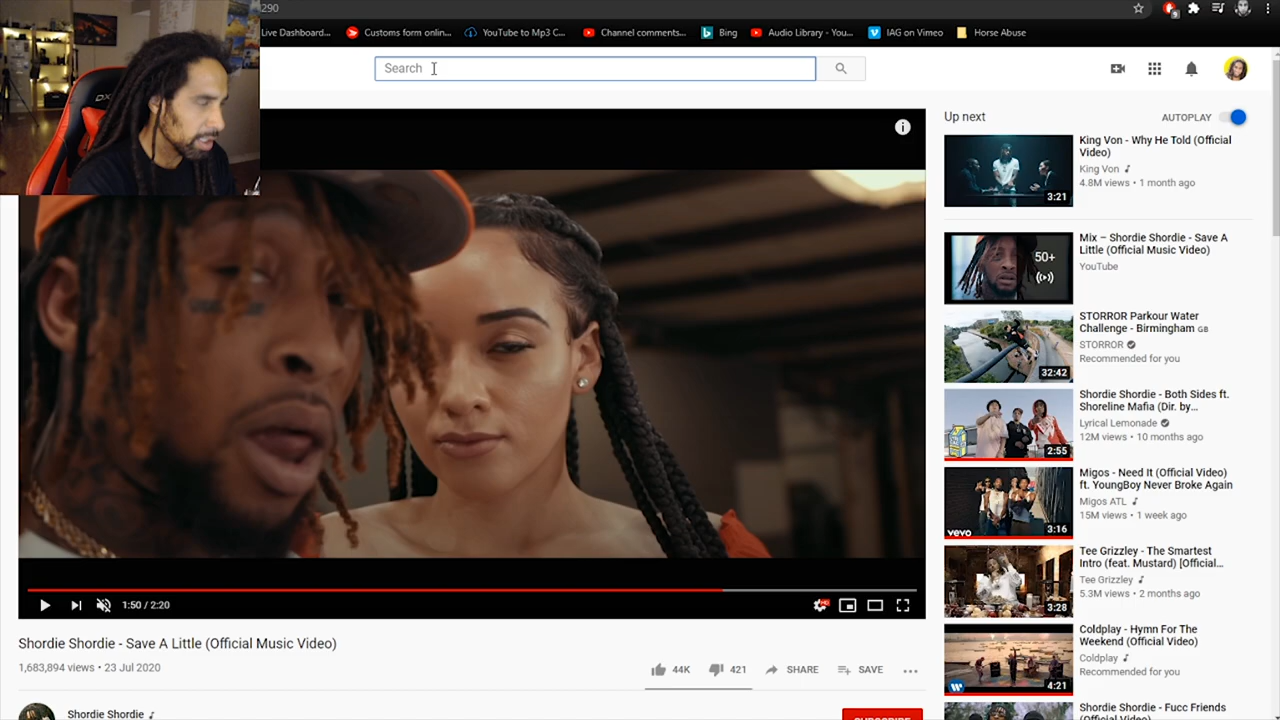 290
Live Dashboard...
Customs form onlin...
YouTube to Mp3 C...
Channel comments...
Bing
Audio Library - You...
IAG on Vimeo
Horse Abuse
Search
DX
Up next
AUTOPLAY
King Von - Why He Told (Official
Video)
King Von
4.8M views • 1 month ago
3:21
Mix – Shordie Shordie - Save A
Little (Official Music Video)
YouTube
50+
STORROR Parkour Water
Challenge - Birmingham GB
STORROR
Recommended for you
32:42
Shordie Shordie - Both Sides ft.
Shoreline Mafia (Dir. by...
Lyrical Lemonade
12M views • 10 months ago
2:55
Migos - Need It (Official Video)
ft. YoungBoy Never Broke Again
Migos ATL
15M views • 1 week ago
vevo
3:16
Tee Grizzley - The Smartest
Intro (feat. Mustard) [Official...
Tee Grizzley
5.3M views • 2 months ago
3:28
Coldplay - Hymn For The
Weekend (Official Video)
Coldplay
Recommended for you
4:21
Shordie Shordie - Fucc Friends
(Official Video)
1:50 / 2:20
Shordie Shordie - Save A Little (Official Music Video)
1,683,894 views • 23 Jul 2020
44K
421
SHARE
SAVE
Shordie Shordie
SUBSCRIBE